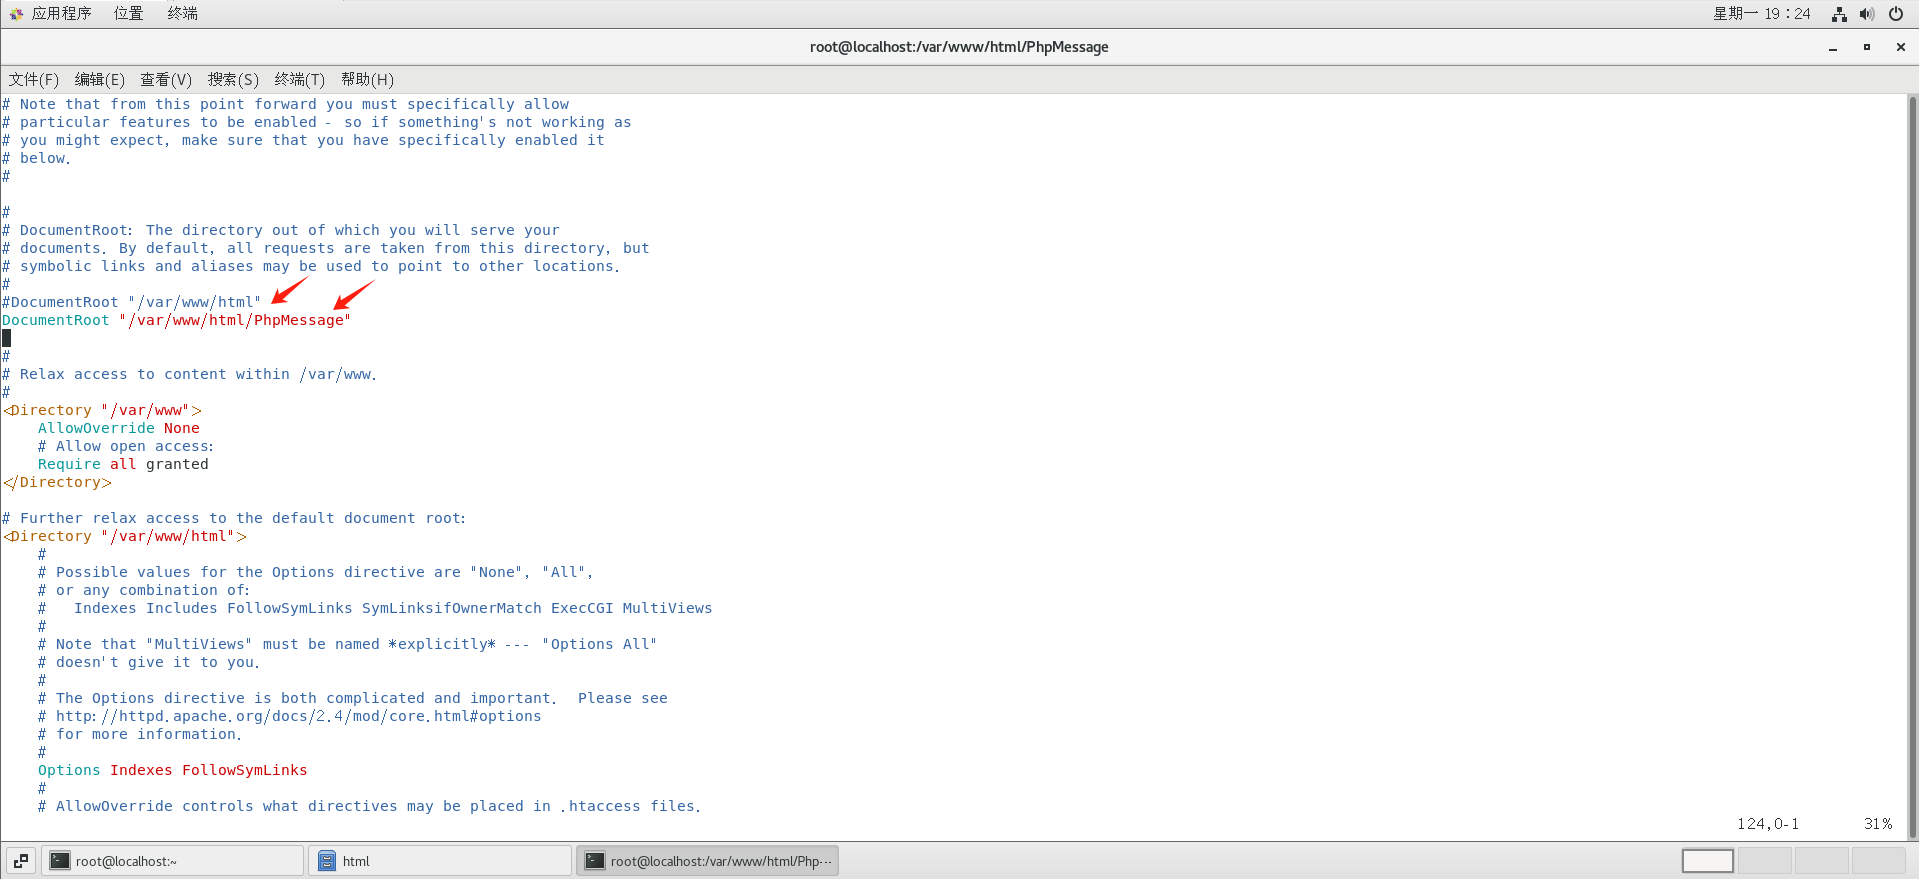 应用程序 位置 终端 星期一 19：24
root@localhost:/var/www/html/PhpMessage
文件(F) 编辑(E) 查看(V) 搜索(S) 终端(T) 帮助(H)
# Note that from this point forward you must specifically allow
# particular features to be enabled - so if something's not working as
# you might expect, make sure that you have specifically enabled it
# below.
#
#
# DocumentRoot: The directory out of which you will serve your
# documents. By default, all requests are taken from this directory, but
# symbolic links and aliases may be used to point to other locations.
#
#DocumentRoot "/var/www/html"
DocumentRoot "/var/www/html/PhpMessage"
#
# Relax access to content within /var/www.
#
<Directory "/var/www">
    AllowOverride None
    # Allow open access:
    Require all granted
</Directory>
# Further relax access to the default document root:
<Directory "/var/www/html">
    #
    # Possible values for the Options directive are "None", "All",
    # or any combination of:
    #   Indexes Includes FollowSymLinks SymLinksifOwnerMatch ExecCGI MultiViews
    #
    # Note that "MultiViews" must be named *explicitly* --- "Options All"
    # doesn't give it to you.
    #
    # The Options directive is both complicated and important.  Please see
    # http://httpd.apache.org/docs/2.4/mod/core.html#options
    # for more information.
    #
    Options Indexes FollowSymLinks
    #
    # AllowOverride controls what directives may be placed in .htaccess files.
124,0-1 31%
root@localhost:~ html root@localhost:/var/www/html/Php···